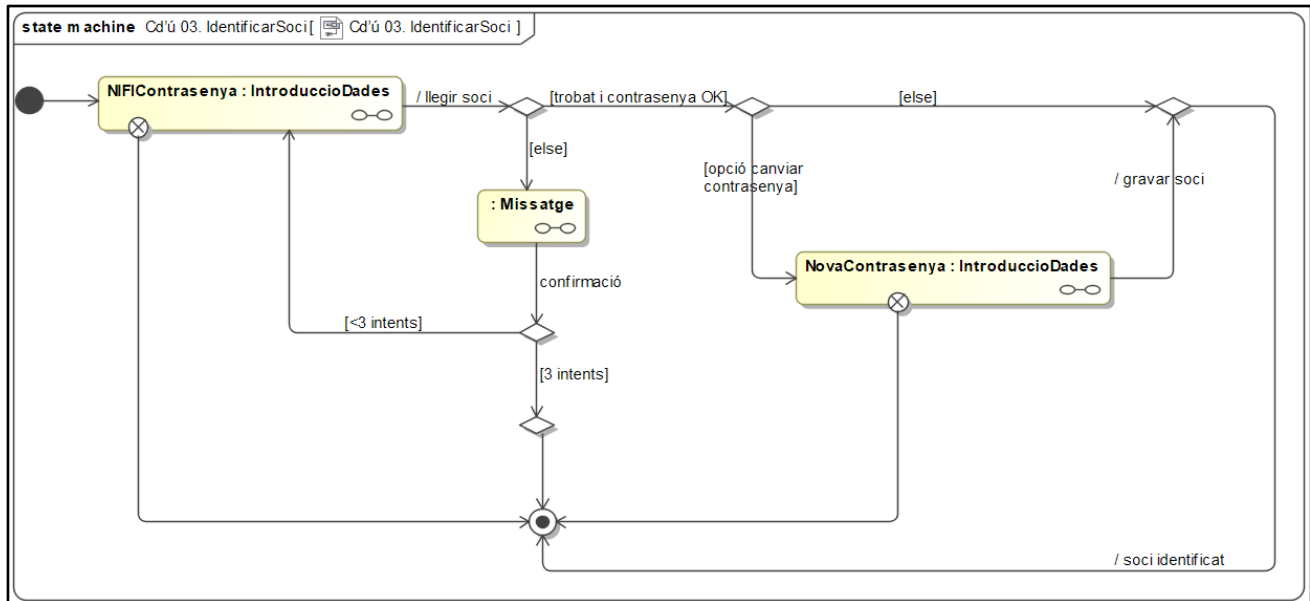 state machine Cd'ú 03. IdentificarSoci[ Cd'ú 03. IdentificarSoci ]
NIFIContrasenya : IntroduccioDades
/ llegir soci
[trobat i contrasenya OK]
[else]
[else]
[opció canviar
contrasenya]
/ gravar soci
: Missatge
NovaContrasenya : IntroduccioDades
confirmació
[<3 intents]
[3 intents]
/ soci identificat